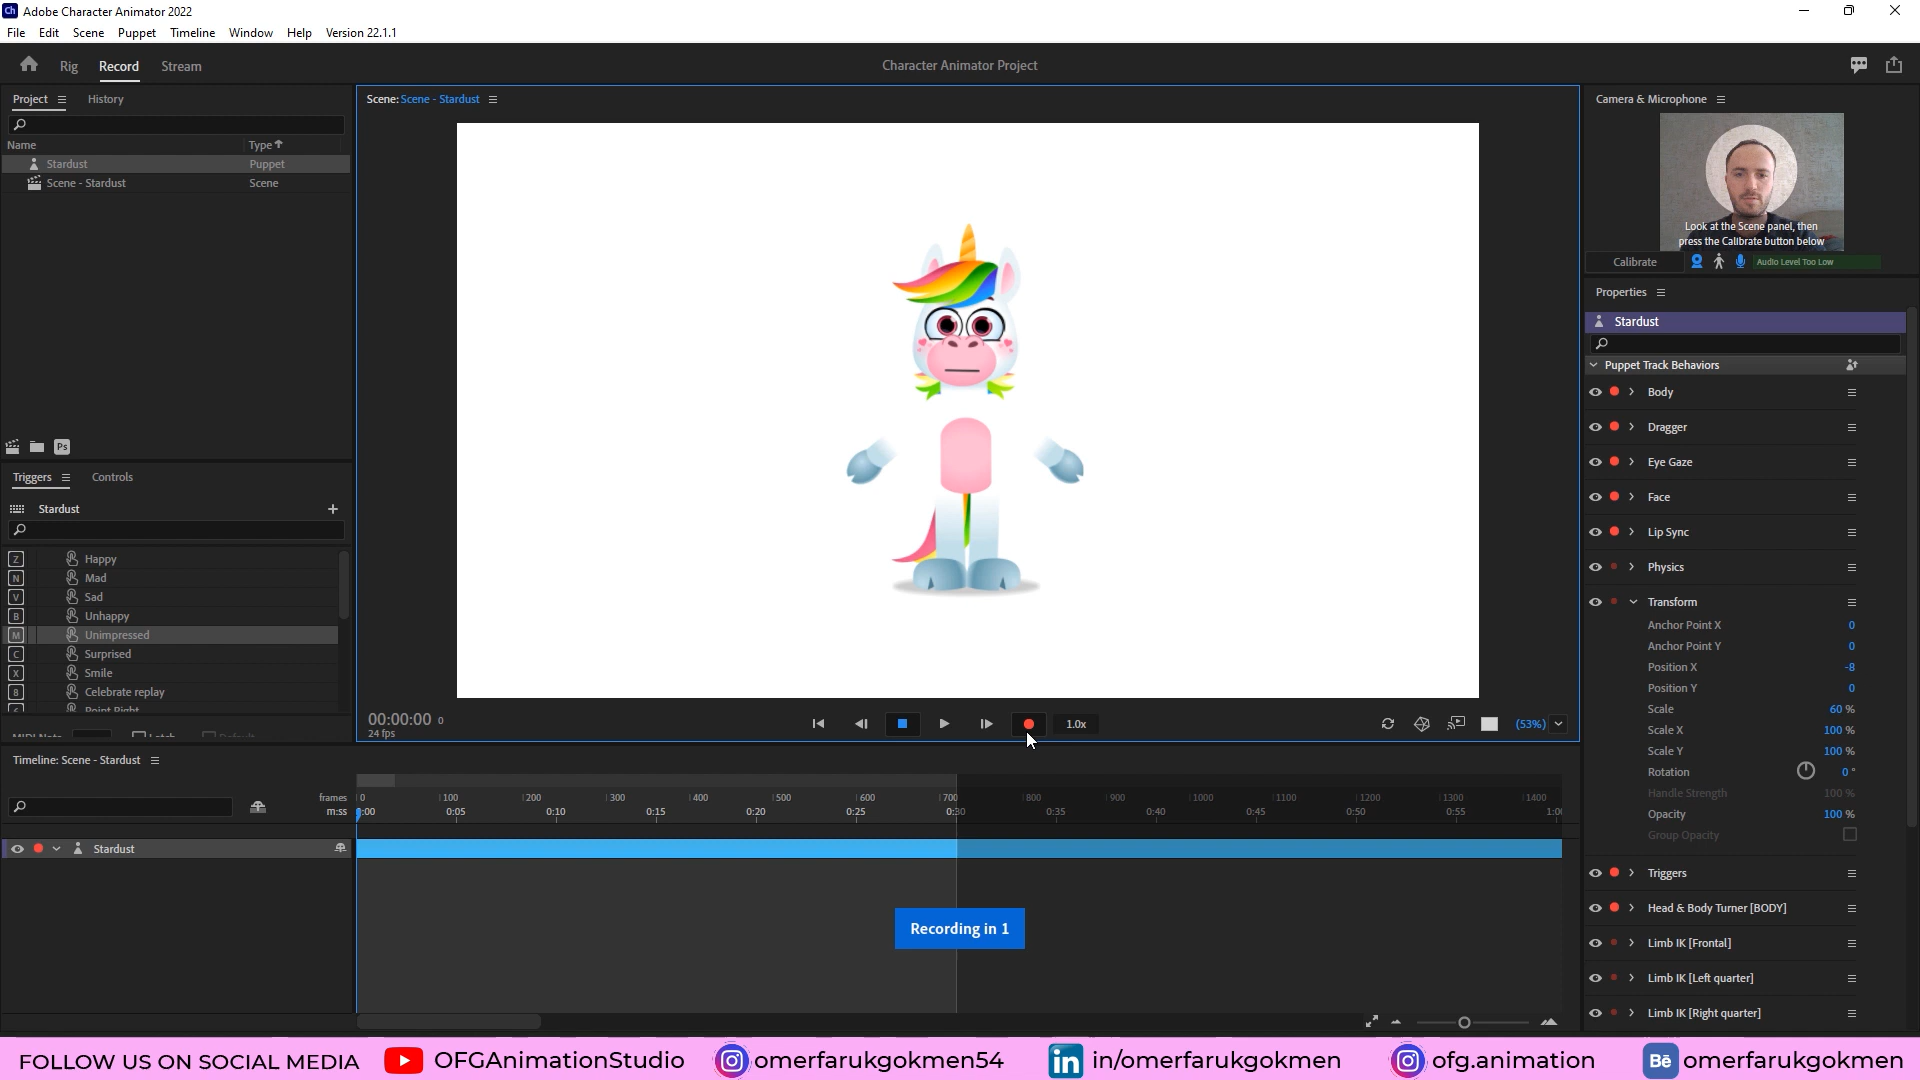 Ch Adobe Character Animator 2022
File Edit Scene Puppet Timeline Window Help Version 22.1.1
Rig Record Stream Character Animator Project
Project History
Name Type
Stardust Puppet
Scene - Stardust Scene
Ps
Triggers Controls
Stardust
Z Happy
N Mad
V Sad
B Unhappy
M Unimpressed
C Surprised
X Smile
8 Celebrate replay
Point Right
Latch
Scene: Scene - Stardust
00:00:00 0
24 fps
1.0x
(53%)
Camera & Microphone
Look at the Scene panel, then
press the Calibrate button below
Calibrate Audio Level Too Low
Properties
Stardust
Puppet Track Behaviors
Body
Dragger
Eye Gaze
Face
Lip Sync
Physics
Transform
Anchor Point X 0
Anchor Point Y 0
Position X -8
Position Y 0
Scale 60 %
Scale X 100 %
Scale Y 100 %
Rotation 0 °
Handle Strength 100 %
Opacity 100 %
Group Opacity
Triggers
Head & Body Turner [BODY]
Limb IK [Frontal]
Limb IK [Left quarter]
Limb IK [Right quarter]
Timeline: Scene - Stardust
frames 0 100 200 300 400 500 600 700 800 900 1000 1100 1200 1300 1400
m:ss 0:05 0:10 0:15 0:20 0:25 0:30 0:35 0:40 0:45 0:50 0:55
Stardust
Recording in 1
FOLLOW US ON SOCIAL MEDIA OFGAnimationStudio omerfarukgokmen54 in in/omerfarukgokmen ofg.animation Bē omerfarukgokmen